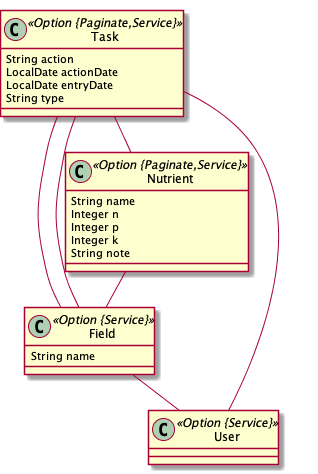 C «Option {Paginate,Service}»
Task
String action
LocalDate actionDate
LocalDate entryDate
String type
C «Option {Paginate,Service}»
Nutrient
String name
Integer n
Integer p
Integer k
String note
C «Option {Service}»
Field
String name
C «Option {Service}»
User